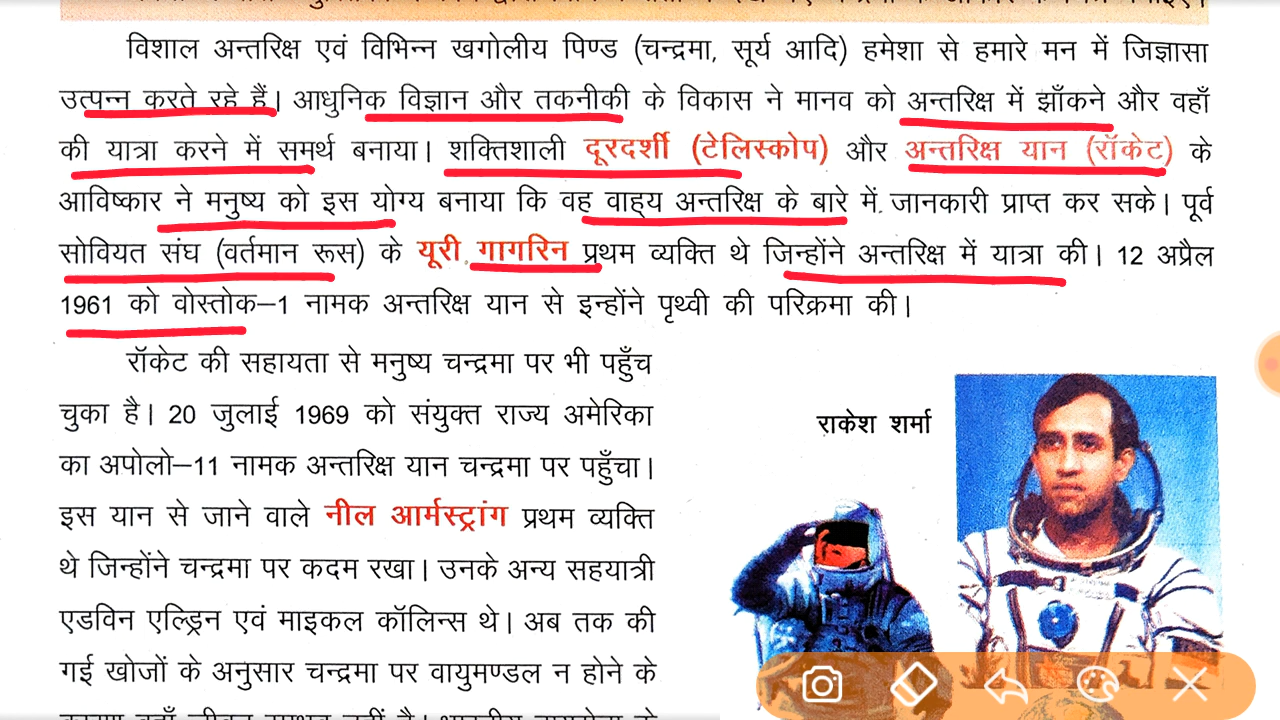 विशाल अन्तरिक्ष एवं विभिन्न खगोलीय पिण्ड (चन्द्रमा, सूर्य आदि) हमेशा से हमारे मन में जिज्ञासा
उत्पन्न करते रहे हैं। आधुनिक विज्ञान और तकनीकी के विकास ने मानव को अन्तरिक्ष में झाँकने और वहाँ
की यात्रा करने में समर्थ बनाया। शक्तिशाली दूरदर्शी (टेलिस्कोप) और अन्तरिक्ष यान (रॉकेट) के
आविष्कार ने मनुष्य को इस योग्य बनाया कि वह वाह्य अन्तरिक्ष के बारे में जानकारी प्राप्त कर सके। पूर्व
सोवियत संघ (वर्तमान रूस) के यूरी गागरिन प्रथम व्यक्ति थे जिन्होंने अन्तरिक्ष में यात्रा की। 12 अप्रैल
1961 को वोस्तोक–1 नामक अन्तरिक्ष यान से इन्होंने पृथ्वी की परिक्रमा की।
रॉकेट की सहायता से मनुष्य चन्द्रमा पर भी पहुँच
चुका है। 20 जुलाई 1969 को संयुक्त राज्य अमेरिका
का अपोलो–11 नामक अन्तरिक्ष यान चन्द्रमा पर पहुँचा।
इस यान से जाने वाले नील आर्मस्ट्रांग प्रथम व्यक्ति
थे जिन्होंने चन्द्रमा पर कदम रखा। उनके अन्य सहयात्री
एडविन एल्ड्रिन एवं माइकल कॉलिन्स थे। अब तक की
गई खोजों के अनुसार चन्द्रमा पर वायुमण्डल न होने के
राकेश शर्मा